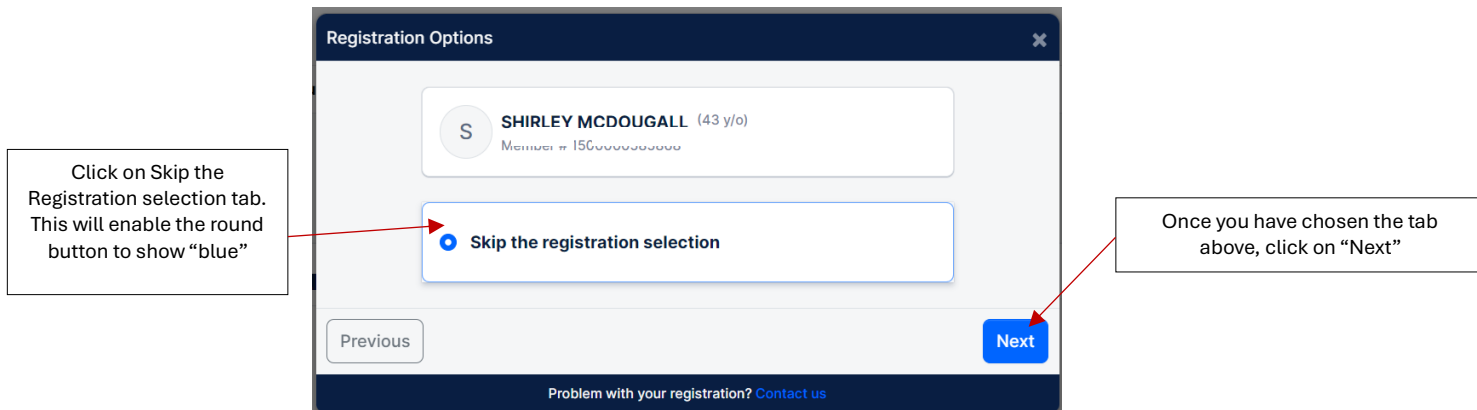 Registration Options
S
SHIRLEY MCDOUGALL (43 y/o)
Member #
Click on Skip the
Registration selection tab.
This will enable the round
button to show “blue”
Skip the registration selection
Once you have chosen the tab
above, click on “Next”
Previous
Next
Problem with your registration? Contact us